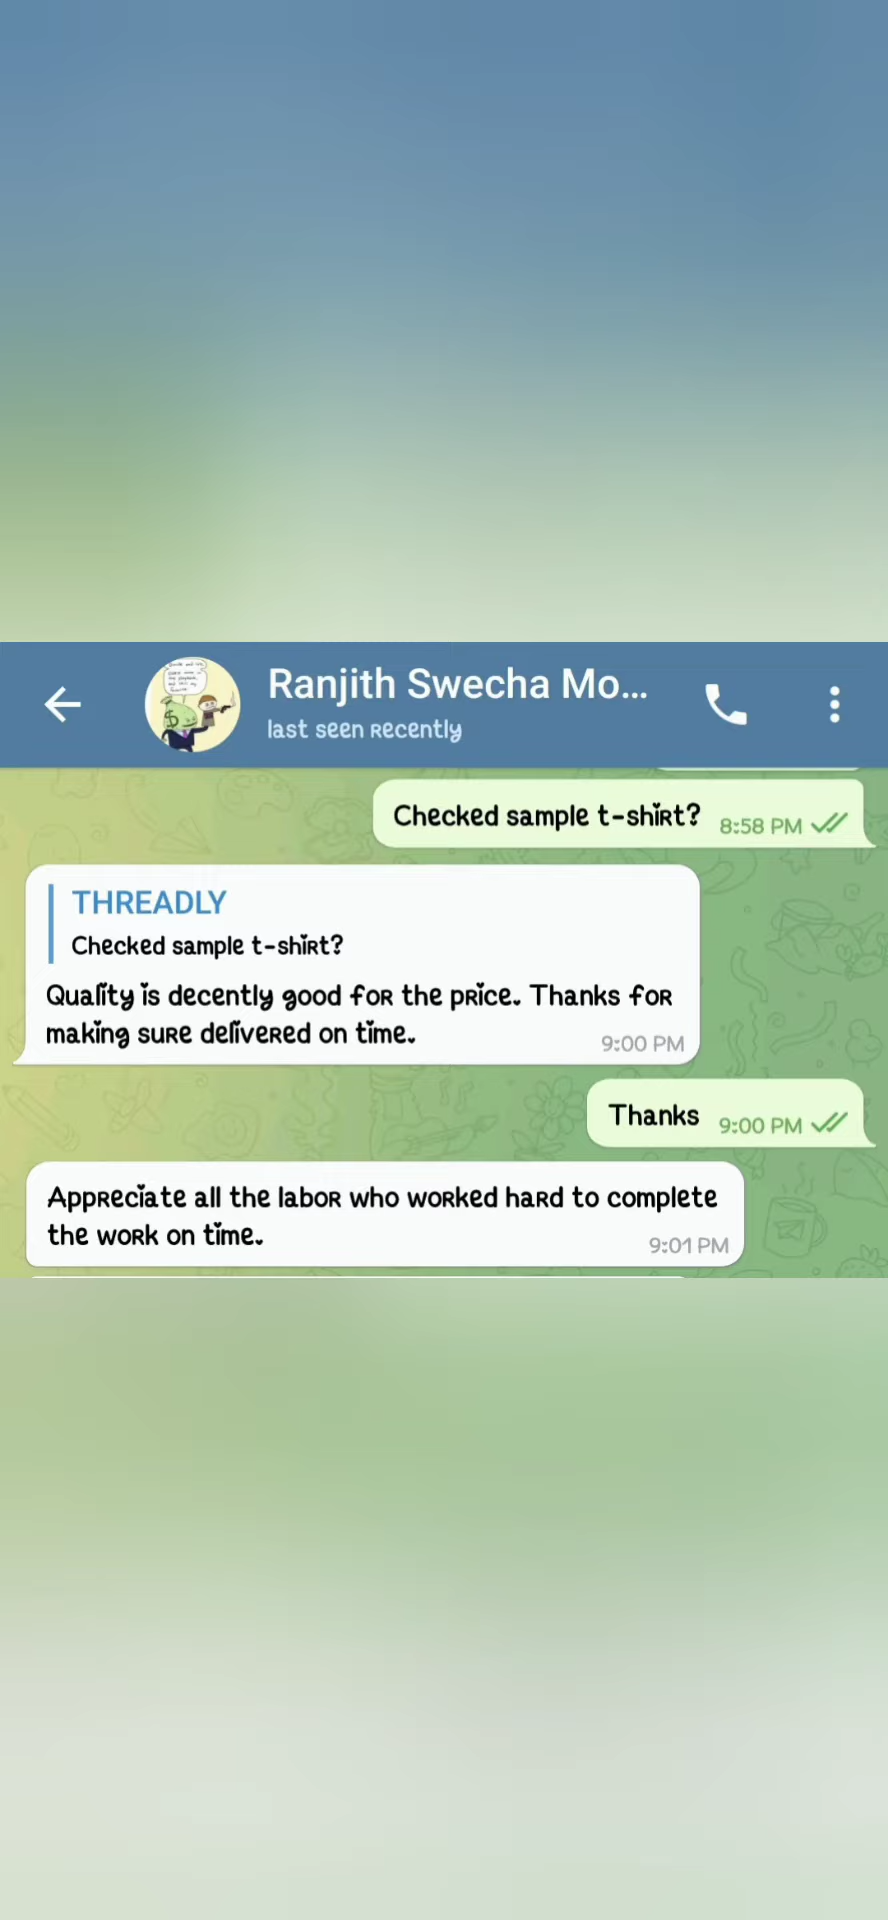 Ranjith Swecha Mo...
last seen recently
Checked sample t-shirt?
8:58 PM
THREADLY
Checked sample t-shirt?
Quality is decently good for the price. Thanks for
making sure delivered on time.
9:00 PM
Thanks
9:00 PM
Appreciate all the labor who worked hard to complete
the work on time.
9:01 PM